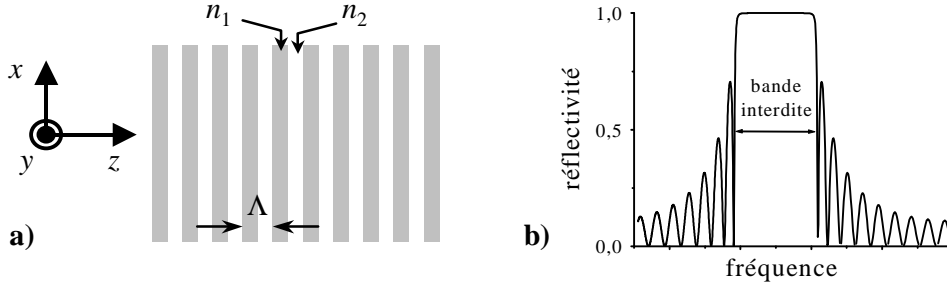 n1
n2
x
y
z
Λ
a)
1,0
0,5
0,0
réflectivité
bande
interdite
fréquence
b)